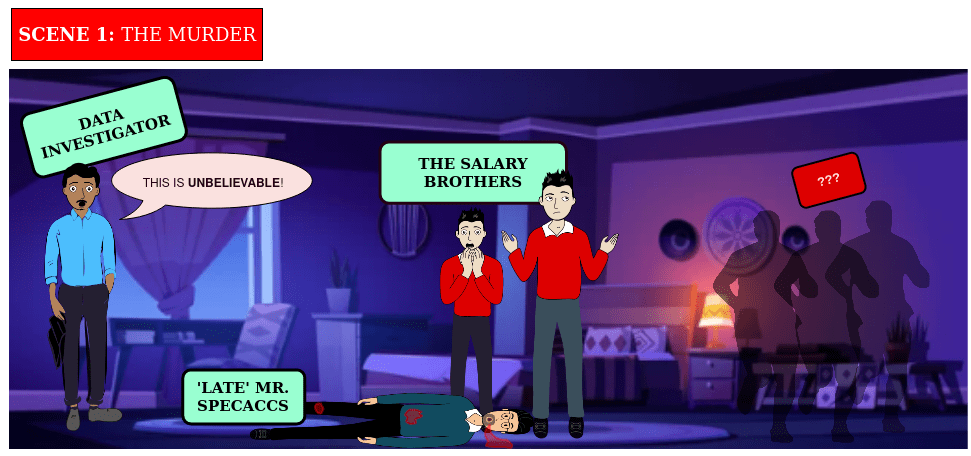 SCENE 1: THE MURDER
DATA
INVESTIGATOR
THIS IS UNBELIEVABLE!
THE SALARY
BROTHERS
???
'LATE' MR.
SPECACCS